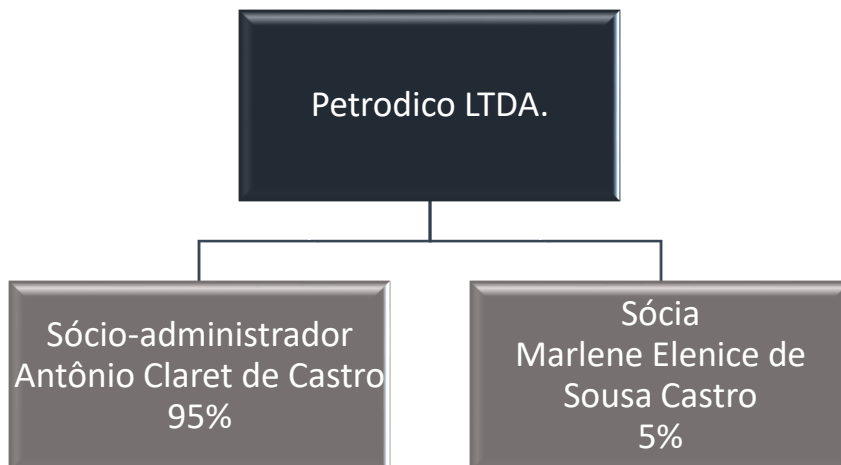 Petrodico LTDA.
Sócio-administrador
Antônio Claret de Castro
95%
Sócia
Marlene Elenice de
Sousa Castro
5%